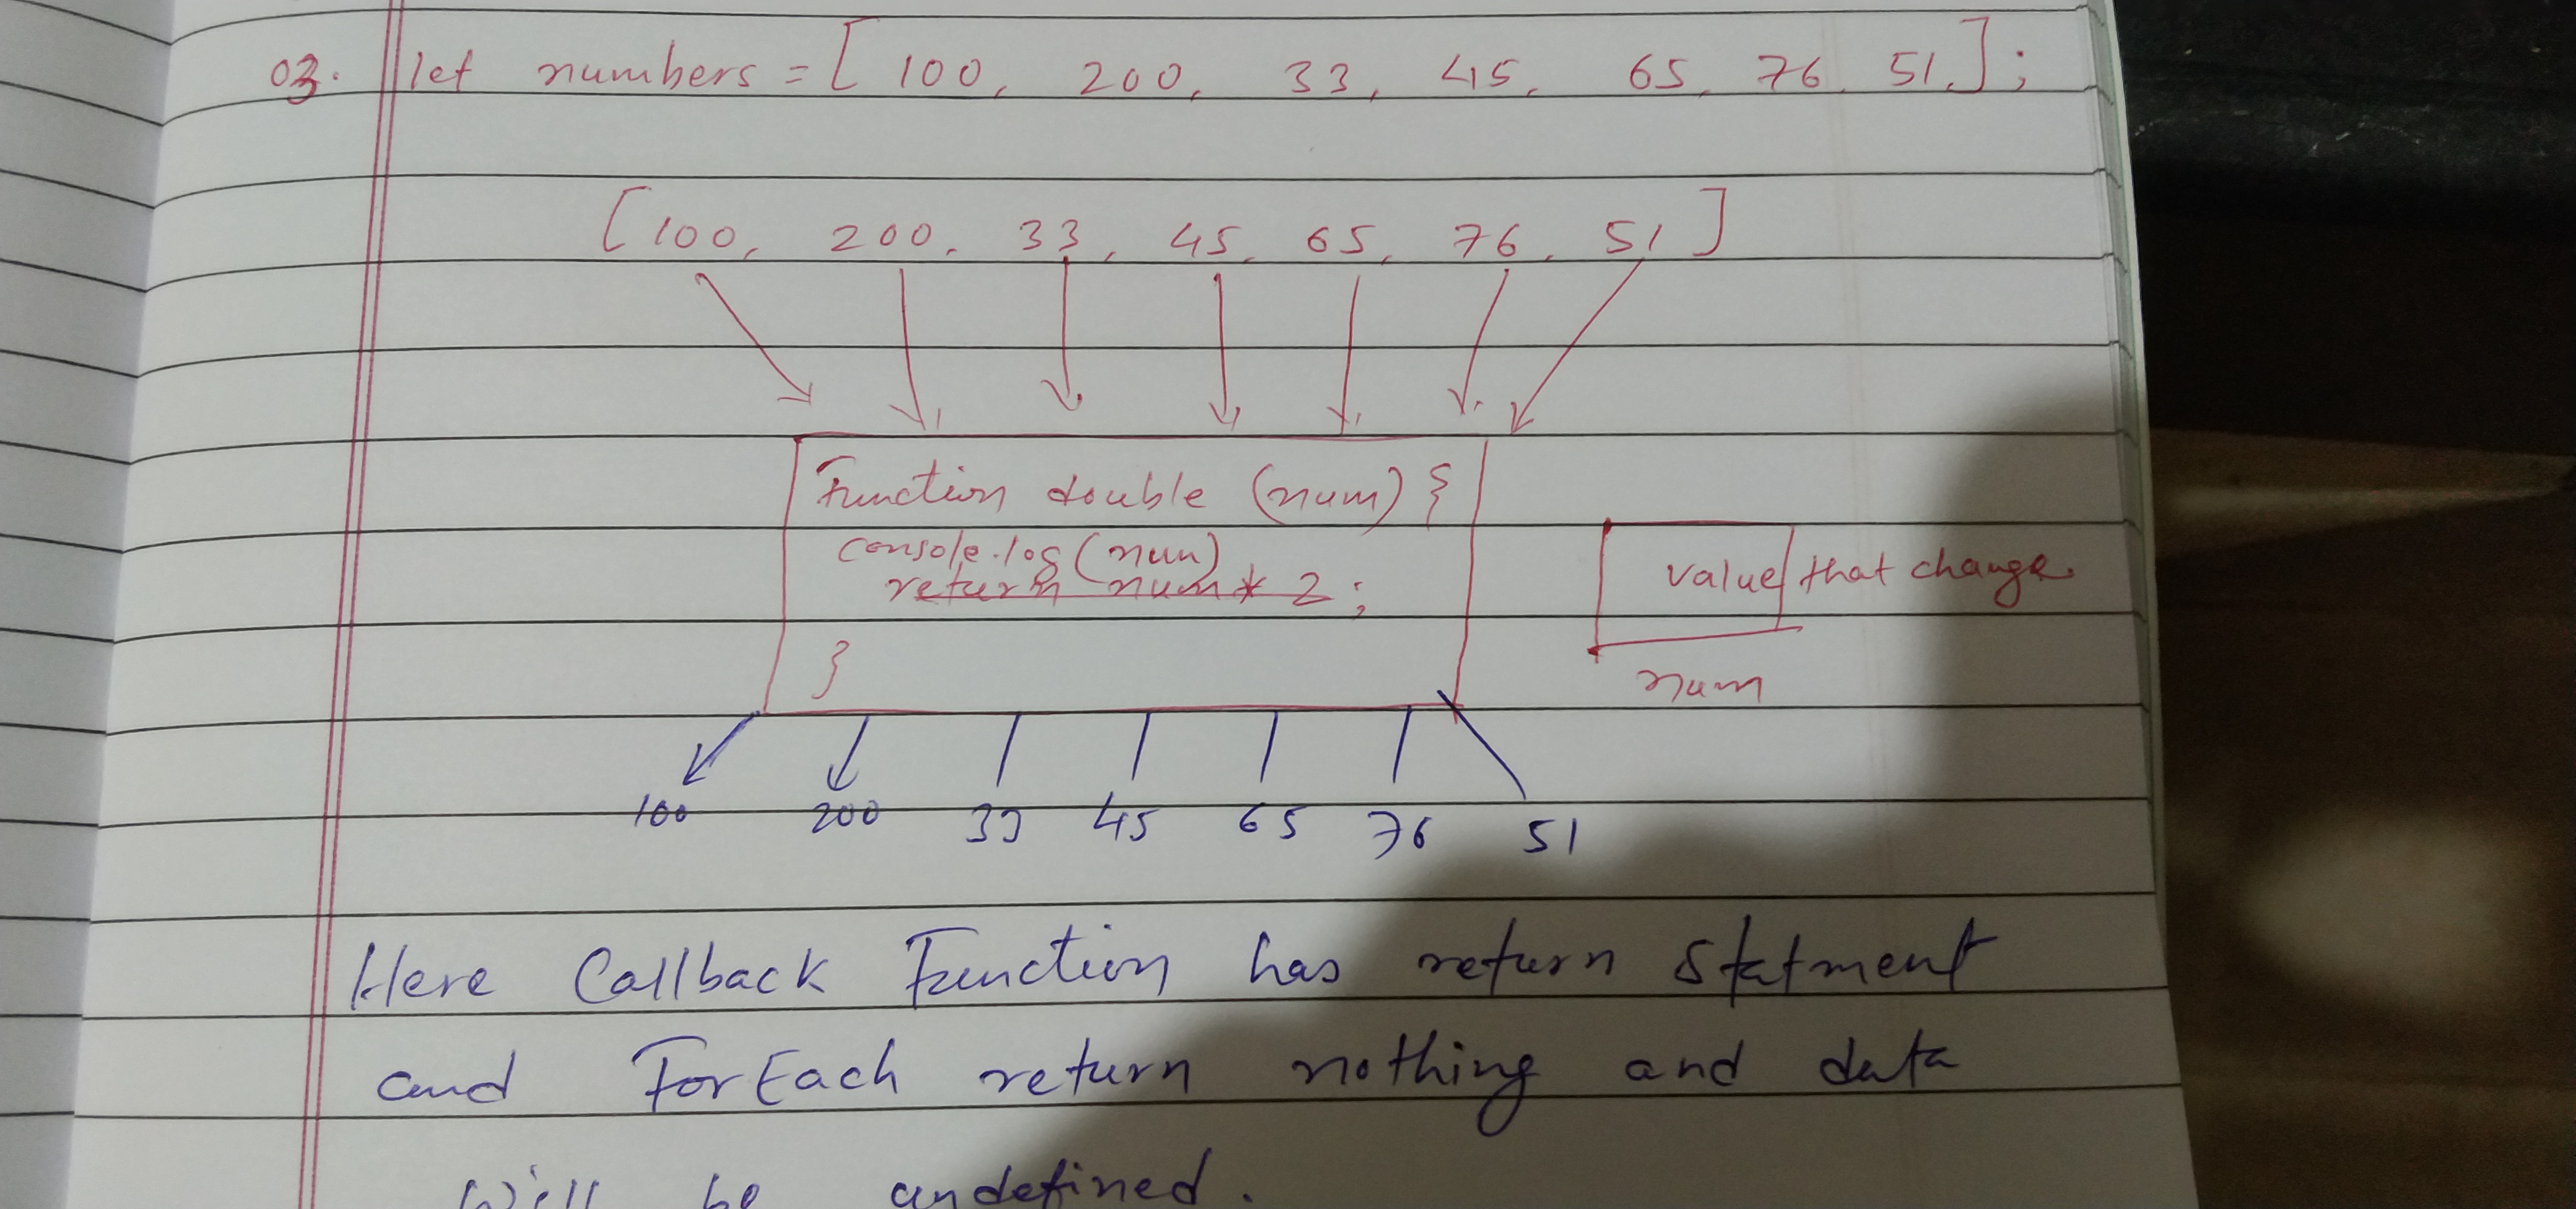 03. let numbers = [ 100, 200, 33, 45, 65, 76, 51,];
[100, 200, 33, 45, 65, 76, 51]
Function double (num) {
console.log(num)
return num * 2;
}
value that change.
num
100 200 33 45 65 76 51
Here Callback Function has return Statment
and ForEach return nothing and data
Will be undefined.